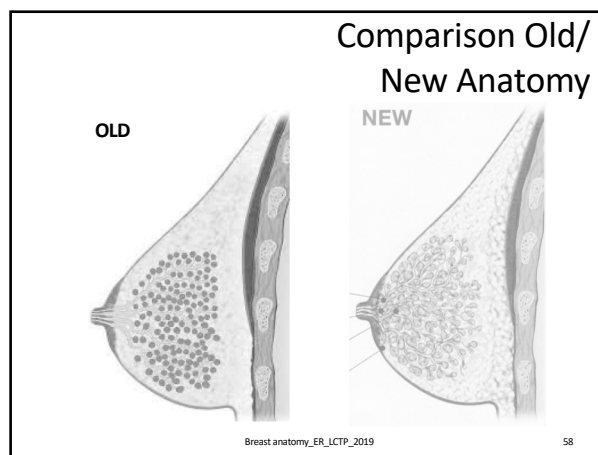 Comparison Old/
New Anatomy
OLD
NEW
Breast anatomy_ER_LCTP_2019
58